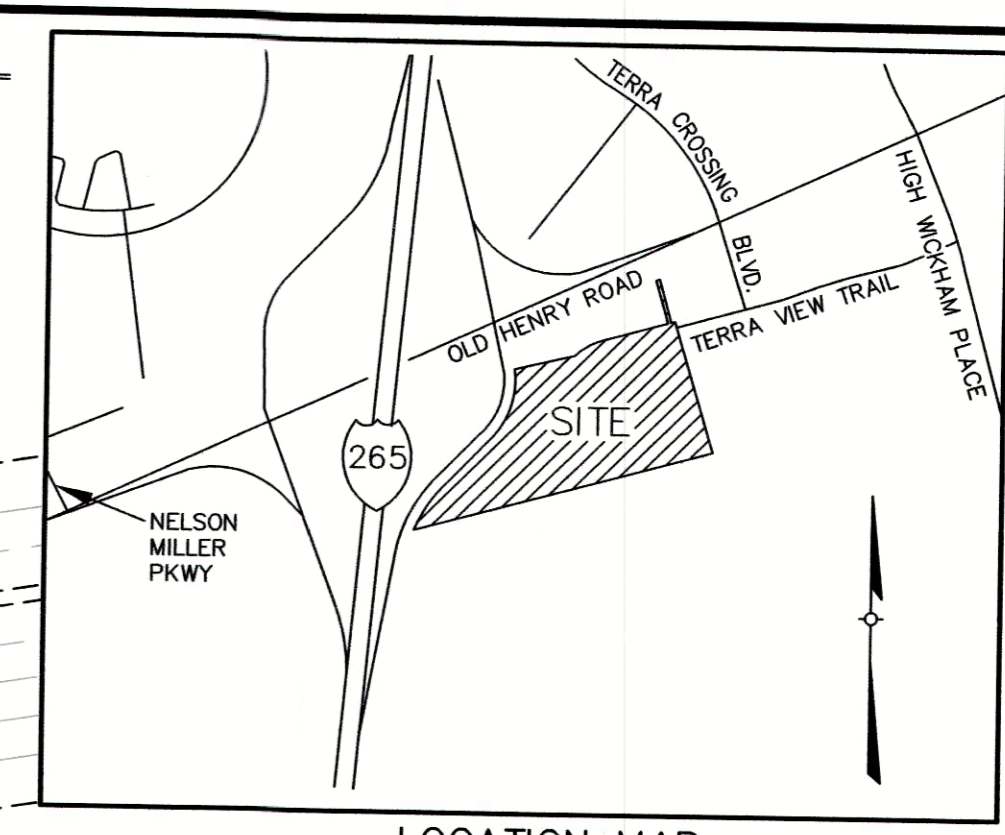 TERRA CROSSING
BLVD.
HIGH WICKHAM PLACE
OLD HENRY ROAD
TERRA VIEW TRAIL
SITE
265
NELSON
MILLER
PKWY
LOCATION MAP